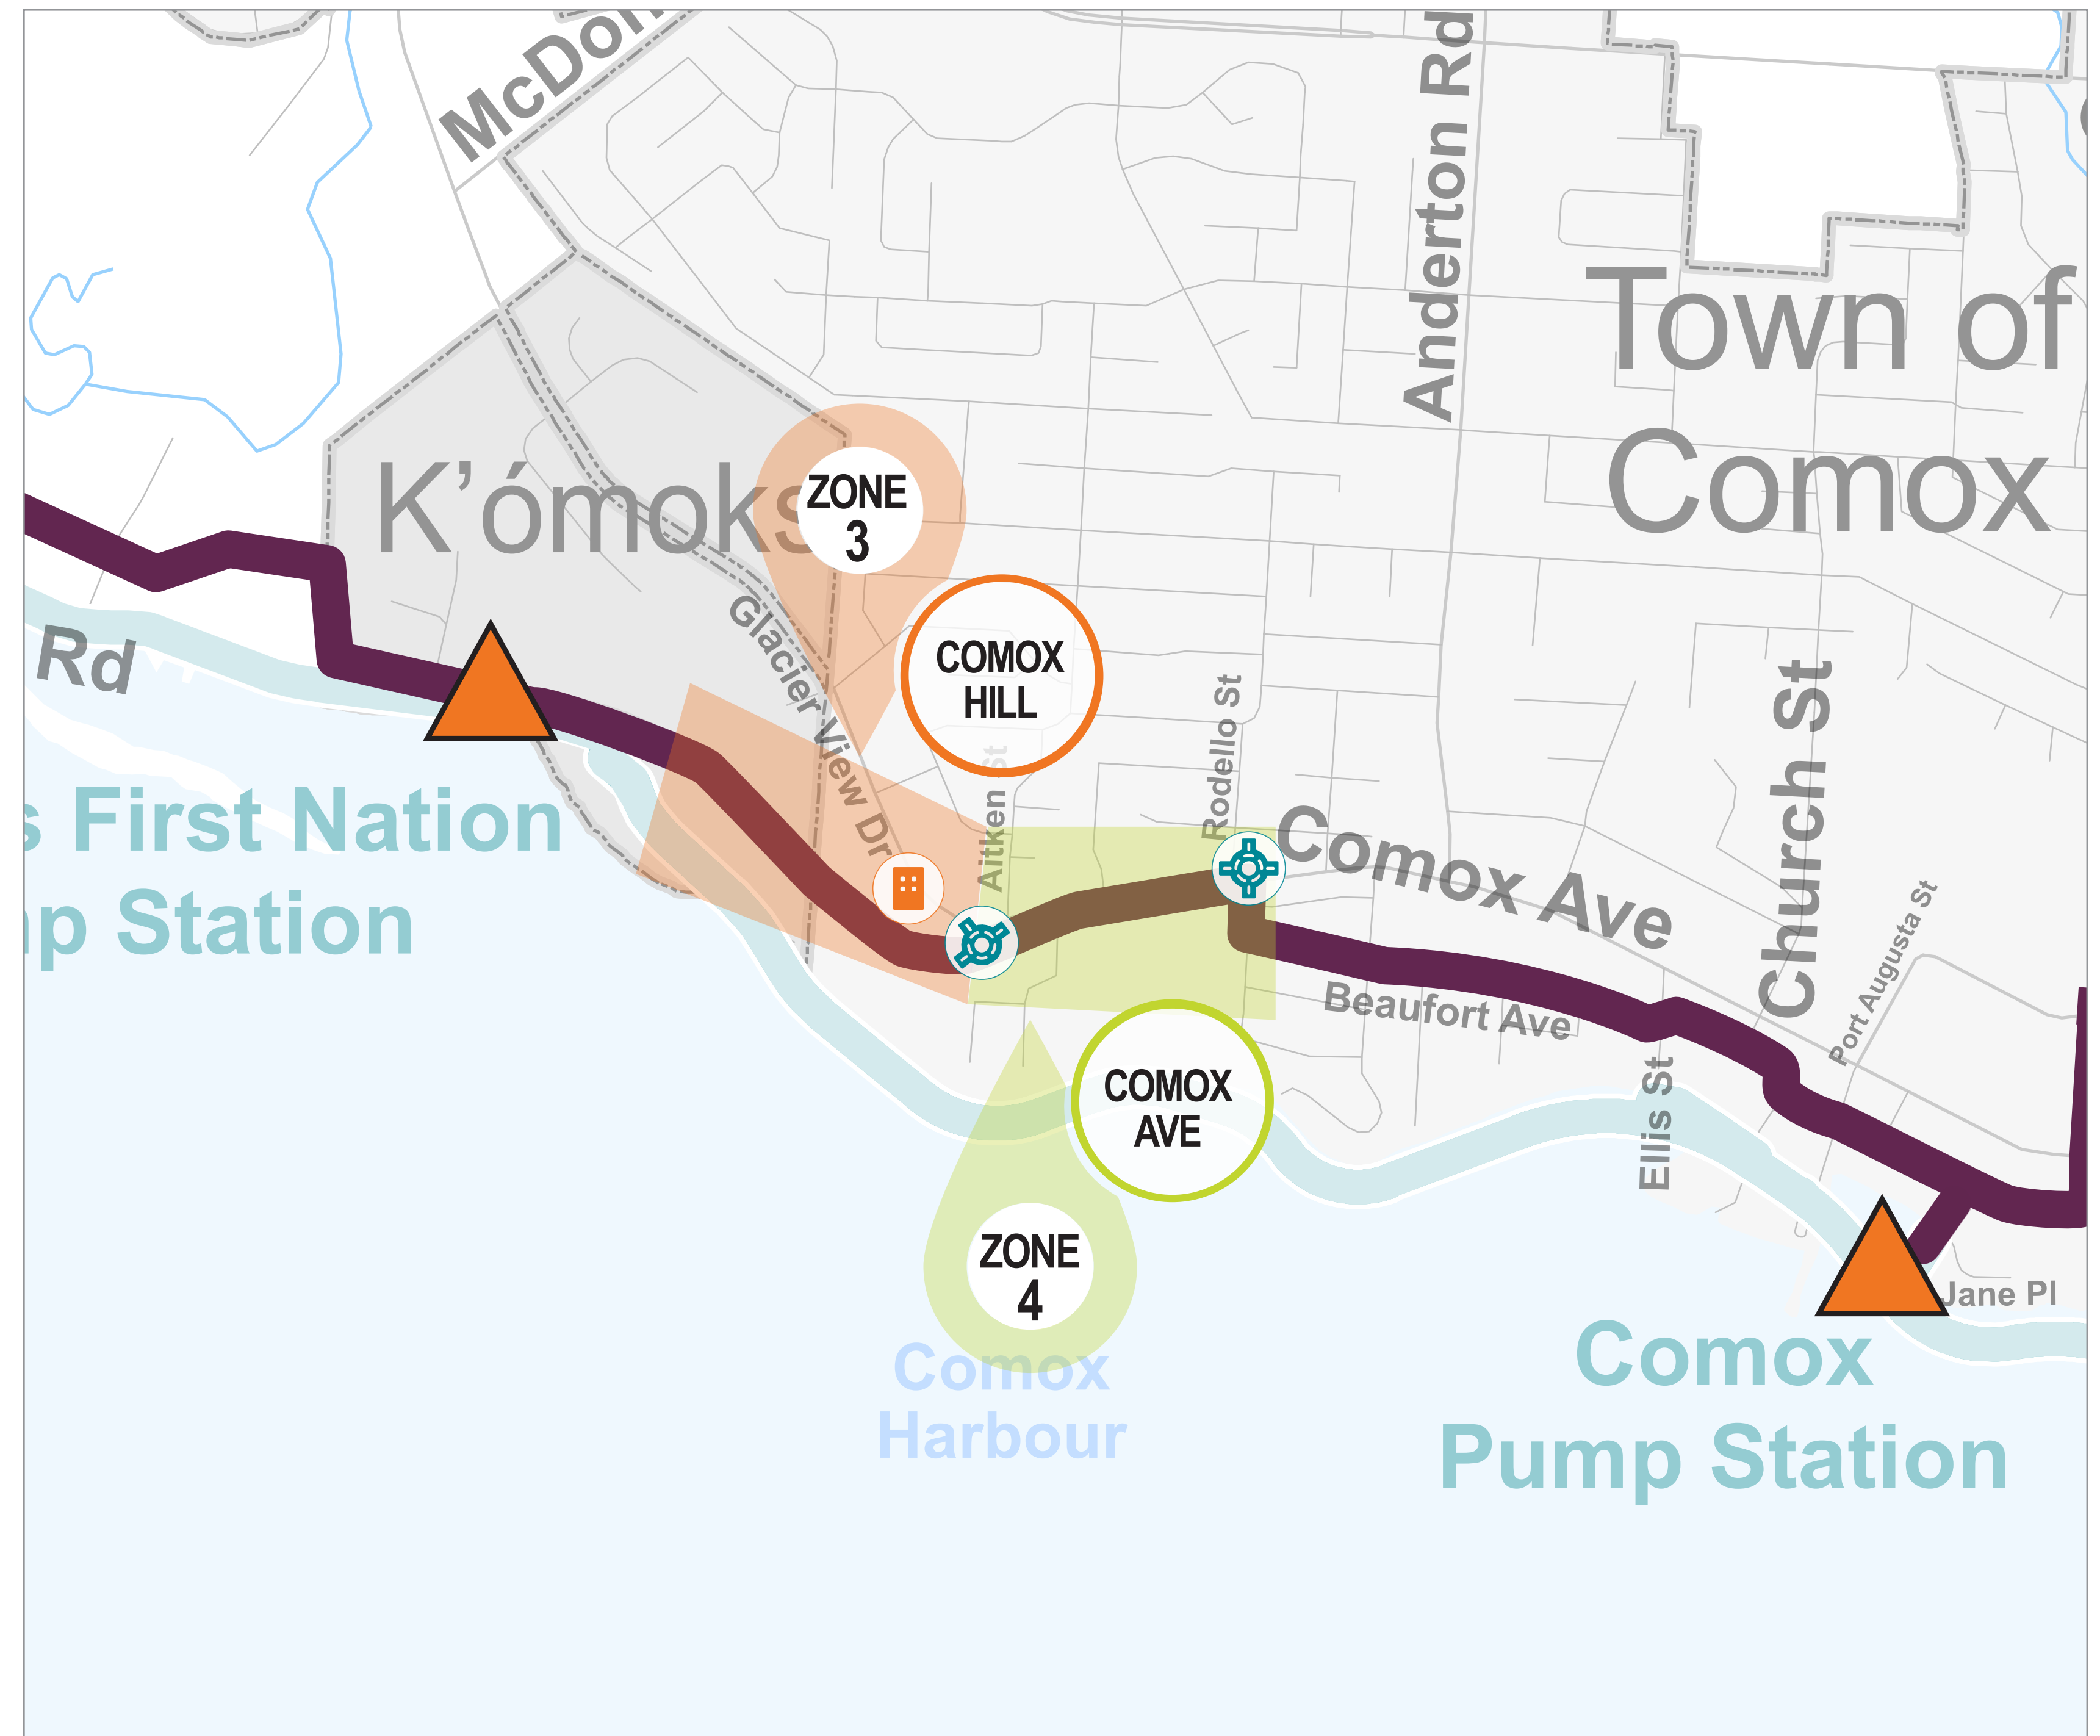 McDon
Anderton Rd
Town of
Comox
K’ómoks
ZONE
3
COMOX
HILL
Rd
Glacier View Dr
Aitken St
Rodello St
Comox Ave
Church St
Port Augusta St
s First Nation
p Station
Beaufort Ave
COMOX
AVE
Ellis St
ZONE
4
Jane Pl
Comox
Harbour
Comox
Pump Station